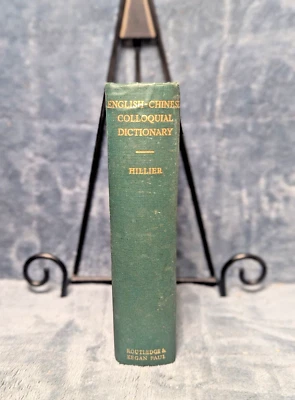 ENGLISH-CHINESE
COLLOQUIAL
DICTIONARY
HILLIER
ROUTLEDGE &
KEGAN PAUL